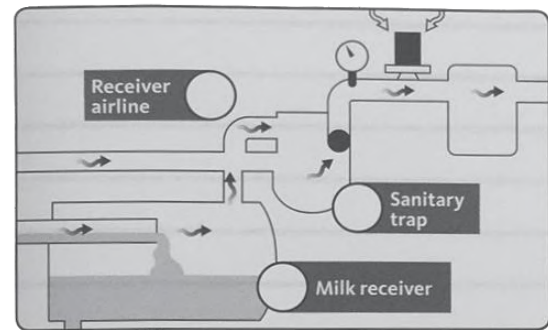 Receiver
airline
Sanitary
trap
Milk receiver